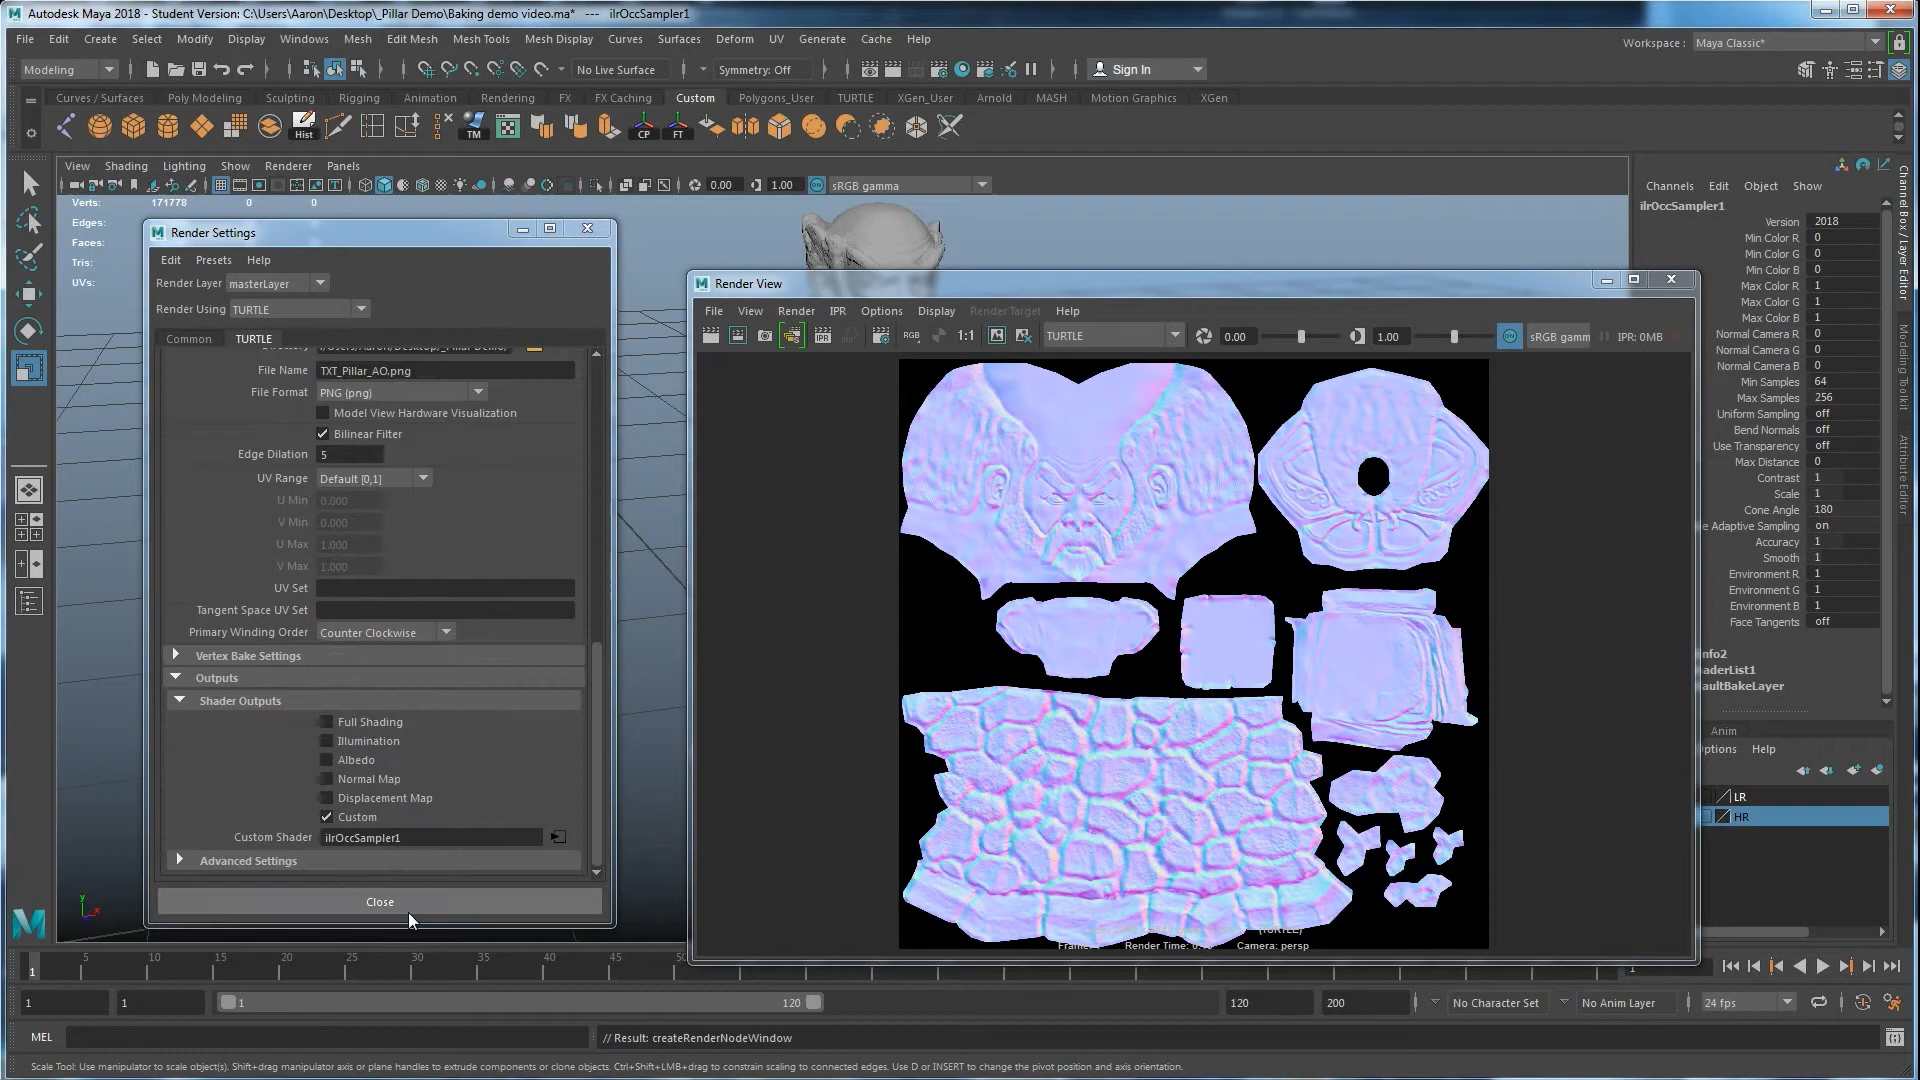 Autodesk Maya 2018 - Student Version: C:\Users\Aaron\Desktop\_Pillar Demo\Baking demo video.ma*   ---   ilrOccSampler1
File Edit Create Select Modify Display Windows Mesh Edit Mesh Mesh Tools Mesh Display Curves Surfaces Deform UV Generate Cache Help
Workspace : Maya Classic*
Modeling No Live Surface Symmetry: Off Sign In
Curves / Surfaces Poly Modeling Sculpting Rigging Animation Rendering FX FX Caching Custom Polygons_User TURTLE XGen_User Arnold MASH Motion Graphics XGen
Hist TM CP FT
View Shading Lighting Show Renderer Panels
0.00 1.00 sRGB gamma
Verts: 171778 0 0
Edges:
Faces:
Tris:
UVs:
Render Settings
Edit Presets Help
Render Layer masterLayer
Render Using TURTLE
Common TURTLE
File Name TXT_Pillar_AO.png
File Format PNG (png)
Model View Hardware Visualization
Bilinear Filter
Edge Dilation 5
UV Range Default [0,1]
U Min 0.000
V Min 0.000
U Max 1.000
V Max 1.000
UV Set
Tangent Space UV Set
Primary Winding Order Counter Clockwise
Vertex Bake Settings
Outputs
Shader Outputs
Full Shading
Illumination
Albedo
Normal Map
Displacement Map
Custom
Custom Shader ilrOccSampler1
Advanced Settings
Close
Render View
File View Render IPR Options Display Render Target Help
RGB 1:1 TURTLE 0.00 1.00 sRGB gamm IPR: 0MB
(TURTLE)
Frame: Render Time: Camera: persp
Channels Edit Object Show
ilrOccSampler1
Version 2018
Min Color R 0
Min Color G 0
Min Color B 0
Max Color R 1
Max Color G 1
Max Color B 1
Normal Camera R 0
Normal Camera G 0
Normal Camera B 0
Min Samples 64
Max Samples 256
Uniform Sampling off
Bend Normals off
Use Transparency off
Max Distance 0
Contrast 1
Scale 1
Cone Angle 180
e Adaptive Sampling on
Accuracy 1
Smooth 1
Environment R 1
Environment G 1
Environment B 1
Face Tangents off
nfo2
aderList1
aultBakeLayer
Anim
ptions Help
LR
HR
Channel Box / Layer Editor
Modeling Toolkit
Attribute Editor
y x
1 5 10 15 20 25 30 35 40 45 50 1
1 1 1 120 120 200 No Character Set No Anim Layer 24 fps
MEL // Result: createRenderNodeWindow
Scale Tool: Use manipulator to scale object(s). Shift+drag manipulator axis or plane handles to extrude components or clone objects. Ctrl+Shift+LMB+drag to constrain scaling to connected edges. Use D or INSERT to change the pivot position and axis orientation.